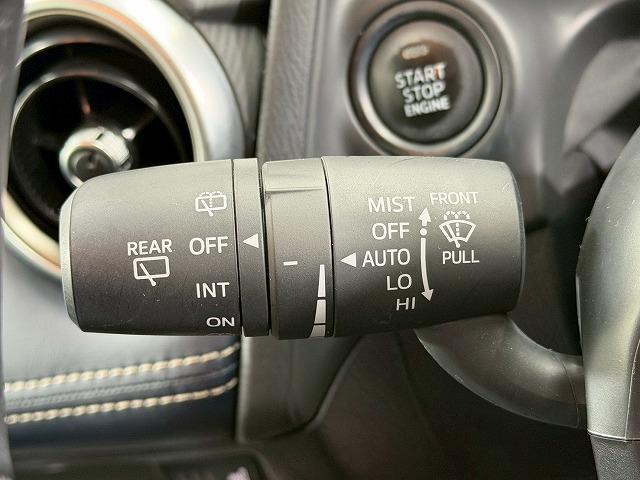 START
STOP
ENGINE
REAR
OFF
INT
ON
MIST
OFF
AUTO
LO
HI
FRONT
PULL